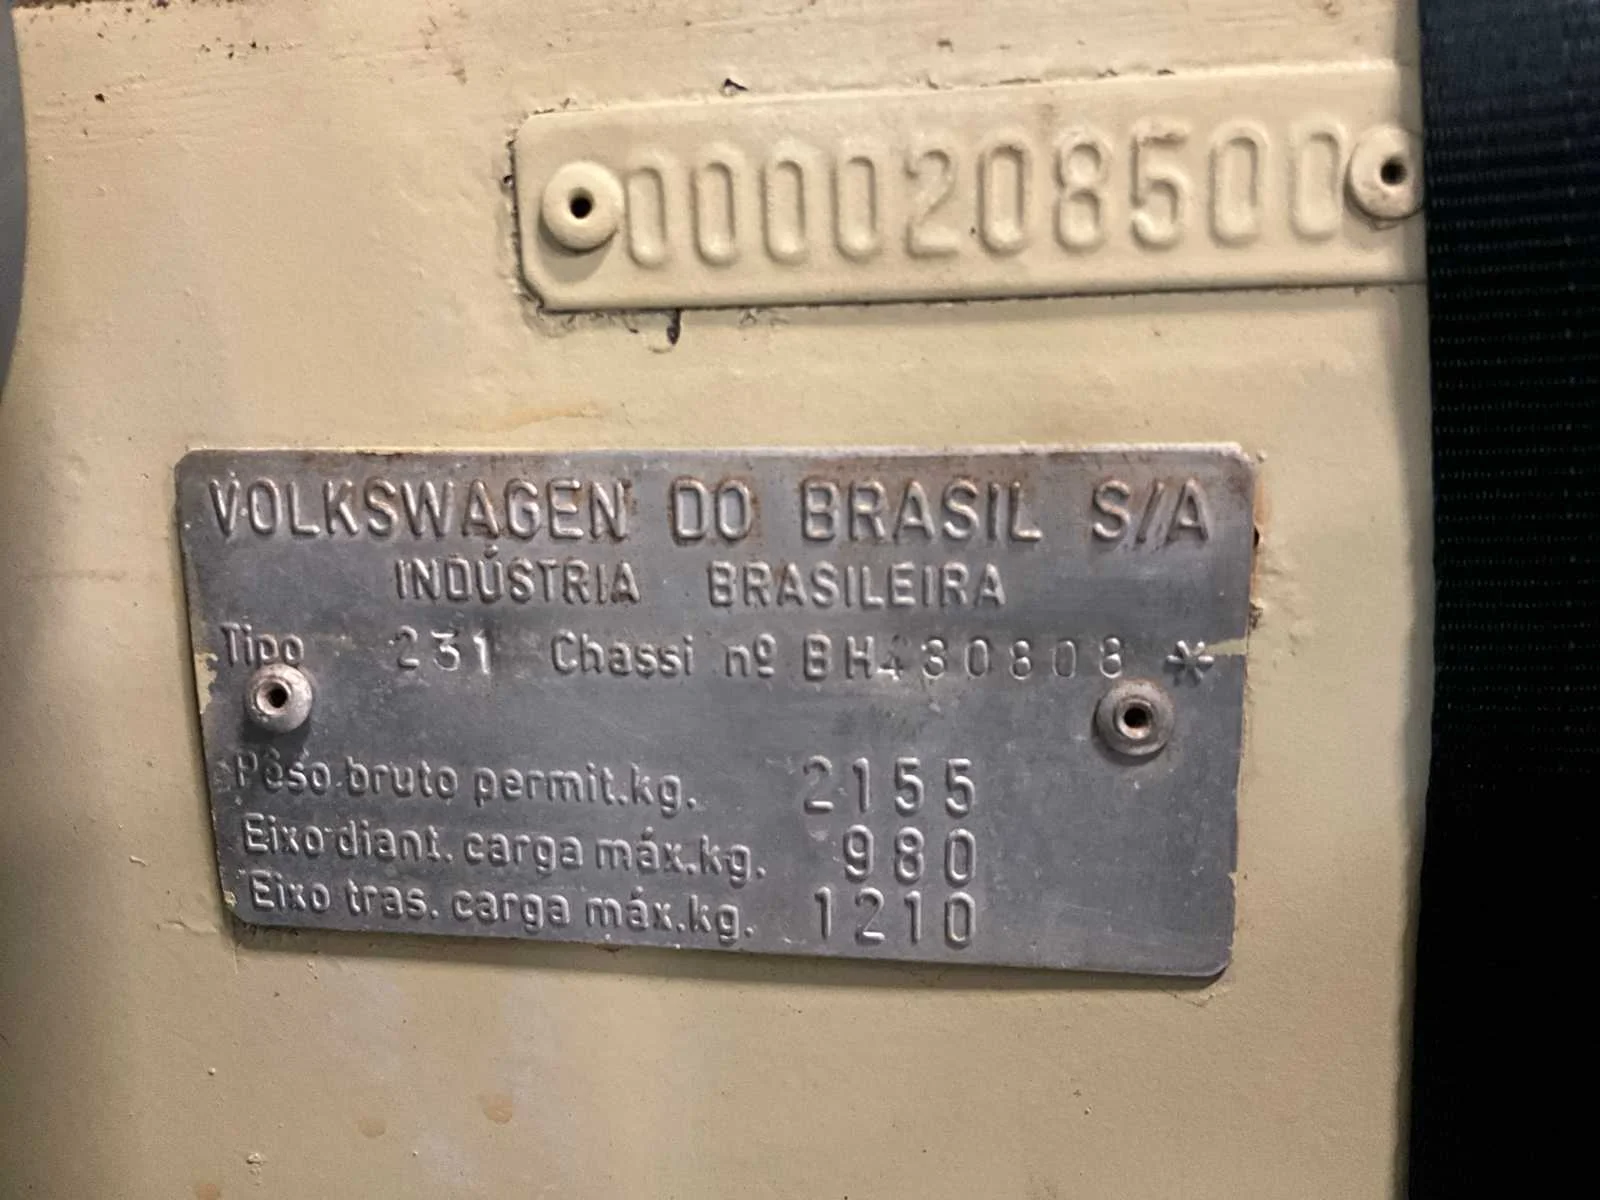 0000208500
VOLKSWAGEN DO BRASIL S/A
INDÚSTRIA BRASILEIRA
Tipo 231 Chassi nº BH430808 *
Pêso bruto permit.kg. 2155
Eixo diant. carga máx.kg. 980
Eixo tras. carga máx.kg. 1210